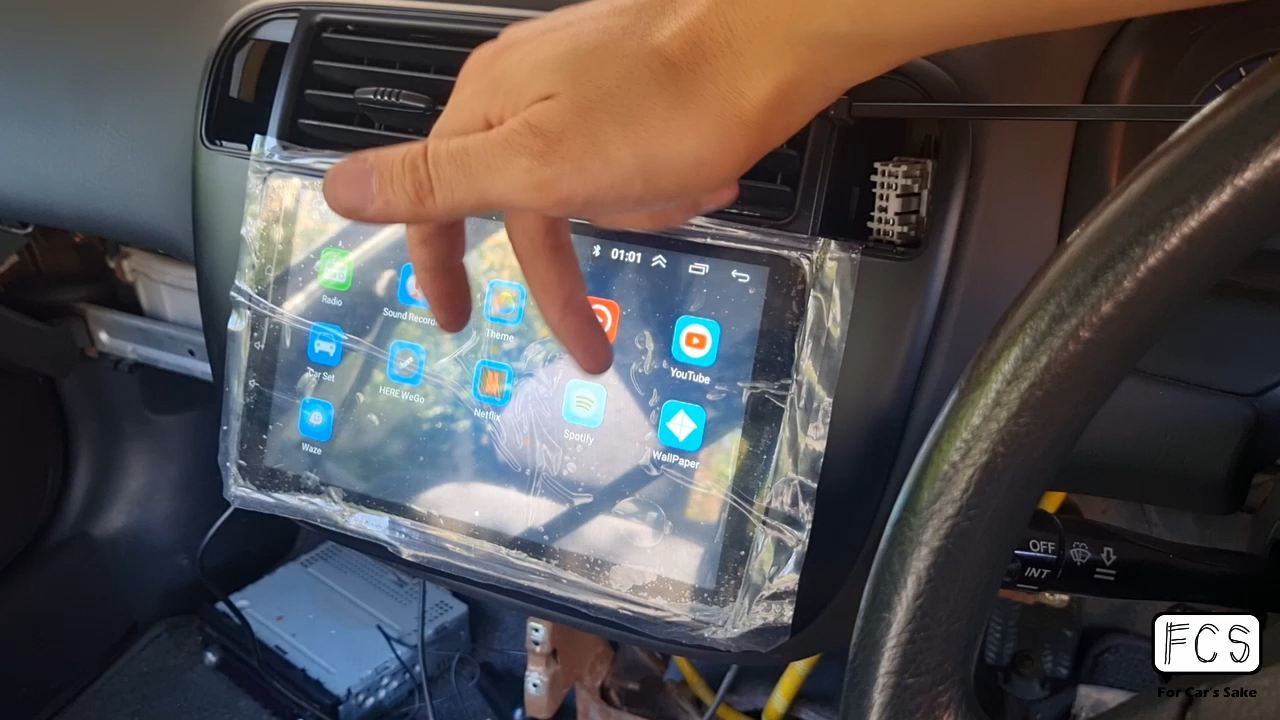 01:01
Radio
Sound Record
Theme
YouTube
Car Set
HERE WeGo
Netflix
Spotify
WallPaper
Waze
OFF
INT
FCS
For Car's Sake